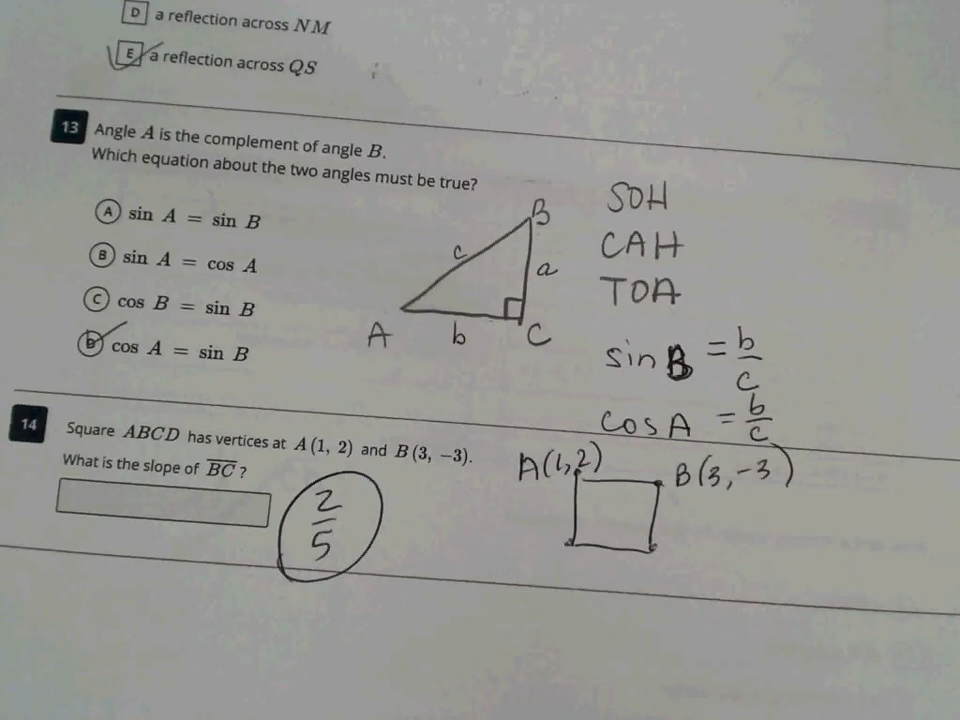 D a reflection across NM
E a reflection across QS
13 Angle A is the complement of angle B.
Which equation about the two angles must be true?
A sin A = sin B
B sin A = cos A
C cos B = sin B
D cos A = sin B
B
c
a
A
b
C
SOH
CAH
TOA
sin B = b/c
cos A = b/c
14 Square ABCD has vertices at A(1, 2) and B(3, −3).
What is the slope of \overline{BC}?
2/5
A(1,2)
B(3,-3)